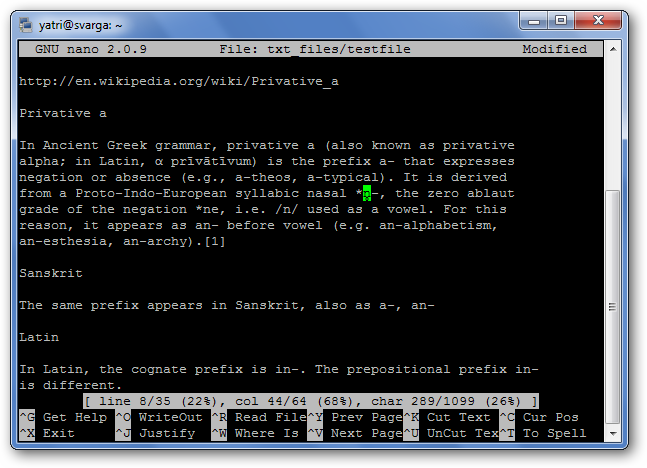 yatri@svarga: ~
GNU nano 2.0.9 File: txt_files/testfile Modified
http://en.wikipedia.org/wiki/Privative_a
Privative a
In Ancient Greek grammar, privative a (also known as privative
alpha; in Latin, α prīvātīvum) is the prefix a- that expresses
negation or absence (e.g., a-theos, a-typical). It is derived
from a Proto-Indo-European syllabic nasal *n̥-, the zero ablaut
grade of the negation *ne, i.e. /n/ used as a vowel. For this
reason, it appears as an- before vowel (e.g. an-alphabetism,
an-esthesia, an-archy).[1]
Sanskrit
The same prefix appears in Sanskrit, also as a-, an-
Latin
In Latin, the cognate prefix is in-. The prepositional prefix in-
is different.
[ line 8/35 (22%), col 44/64 (68%), char 289/1099 (26%) ]
^G Get Help ^O WriteOut ^R Read File^Y Prev Page^K Cut Text ^C Cur Pos
^X Exit ^J Justify ^W Where Is ^V Next Page^U UnCut Tex^T To Spell